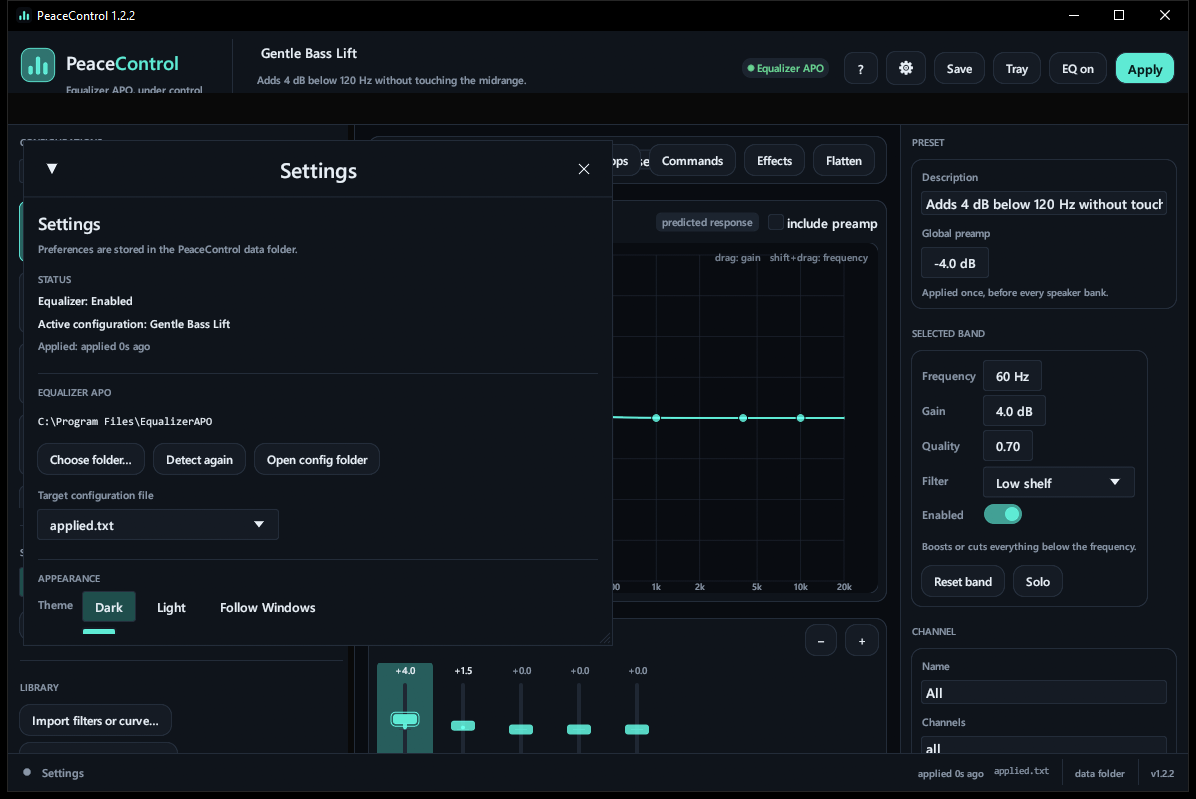 PeaceControl 1.2.2
PeaceControl
Equalizer APO, under control
Gentle Bass Lift
Adds 4 dB below 120 Hz without touching the midrange.
Equalizer APO
?
Save
Tray
EQ on
Apply
Settings
Settings
Preferences are stored in the PeaceControl data folder.
STATUS
Equalizer: Enabled
Active configuration: Gentle Bass Lift
Applied: applied 0s ago
EQUALIZER APO
C:\Program Files\EqualizerAPO
Choose folder...
Detect again
Open config folder
Target configuration file
applied.txt
APPEARANCE
Theme
Dark
Light
Follow Windows
LIBRARY
Import filters or curve...
Commands
Effects
Flatten
predicted response
include preamp
drag: gain shift+drag: frequency
1k
2k
5k
10k
20k
−
+
+4.0
+1.5
+0.0
+0.0
+0.0
PRESET
Description
Adds 4 dB below 120 Hz without touch
Global preamp
-4.0 dB
Applied once, before every speaker bank.
SELECTED BAND
Frequency
60 Hz
Gain
4.0 dB
Quality
0.70
Filter
Low shelf
Enabled
Boosts or cuts everything below the frequency.
Reset band
Solo
CHANNEL
Name
All
Channels
all
Settings
applied 0s ago
applied.txt
data folder
v1.2.2